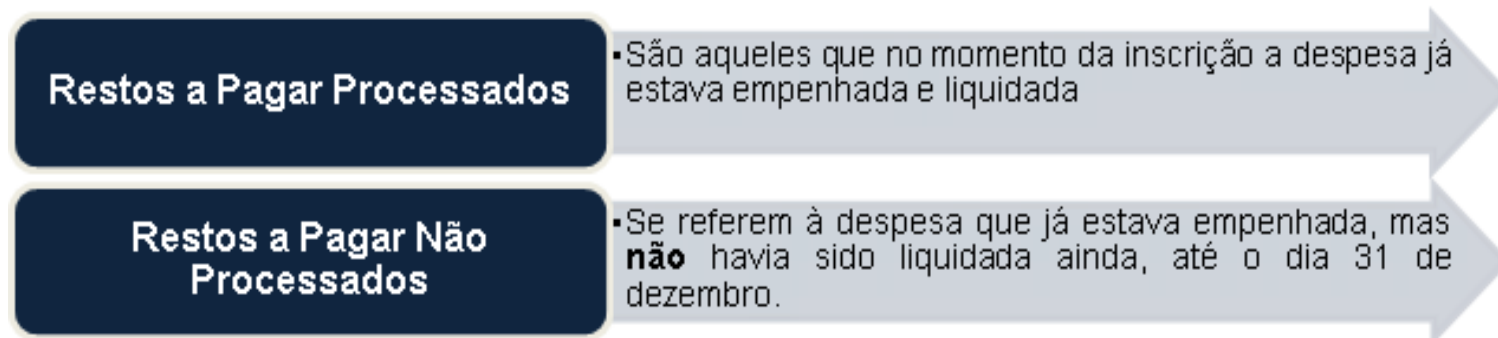 Restos a Pagar Processados
▪São aqueles que no momento da inscrição a despesa já
estava empenhada e liquidada
Restos a Pagar Não
Processados
▪Se referem à despesa que já estava empenhada, mas
não havia sido liquidada ainda, até o dia 31 de
dezembro.